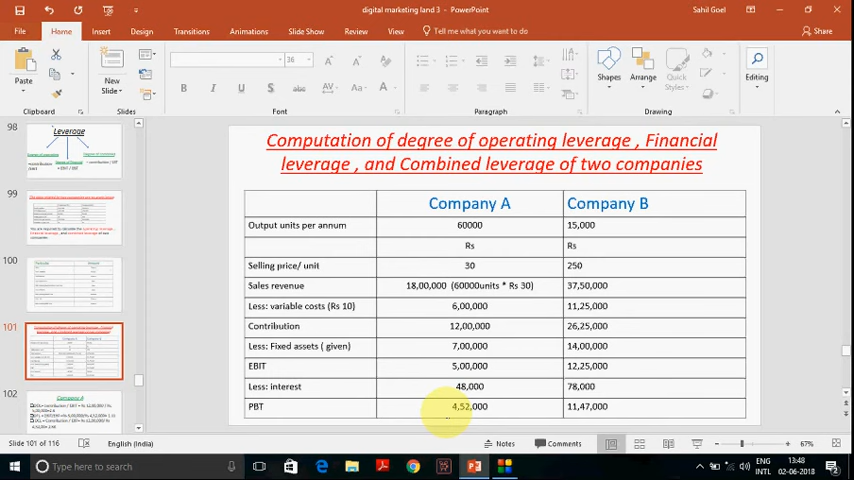 digital marketing land 3 - PowerPoint
Sahil Goel
File Home Insert Design Transitions Animations Slide Show Review View Tell me what you want to do Share
Paste
New
Slide
Shapes Arrange Quick
Styles
Editing
36
Clipboard Slides Font Paragraph Drawing
98
Leverage
99
100
101
102
Company A
Computation of degree of operating leverage , Financial
leverage , and Combined leverage of two companies
Company A Company B
Output units per annum 60000 15,000
Rs Rs
Selling price/ unit 30 250
Sales revenue 18,00,000 (60000units * Rs 30) 37,50,000
Less: variable costs (Rs 10) 6,00,000 11,25,000
Contribution 12,00,000 26,25,000
Less: Fixed assets ( given) 7,00,000 14,00,000
EBIT 5,00,000 12,25,000
Less: interest 48,000 78,000
PBT 4,52,000 11,47,000
Slide 101 of 116 English (India) Notes Comments 67%
Type here to search
ENG
INTL
13:48
02-06-2018